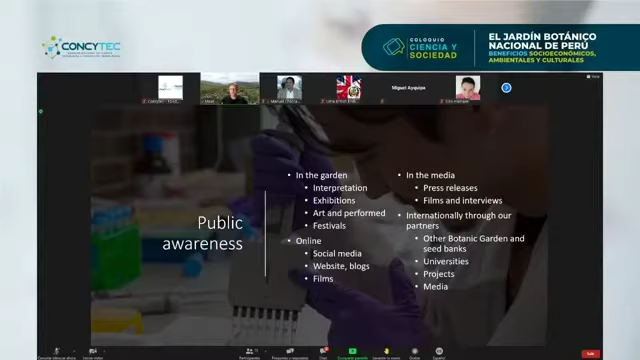 CONCYTEC
COLOQUIO
CIENCIA Y
SOCIEDAD
EL JARDÍN BOTÁNICO
NACIONAL DE PERÚ
BENEFICIOS SOCIOECONÓMICOS,
AMBIENTALES Y CULTURALES
Miguel Ayquipa
Public
awareness
• In the garden
• Interpretation
• Exhibitions
• Art and performed
• Festivals
• Online
• Social media
• Website, blogs
• Films
• In the media
• Press releases
• Films and interviews
• Internationally through our
partners
• Other Botanic Garden and
seed banks
• Universities
• Projects
• Media